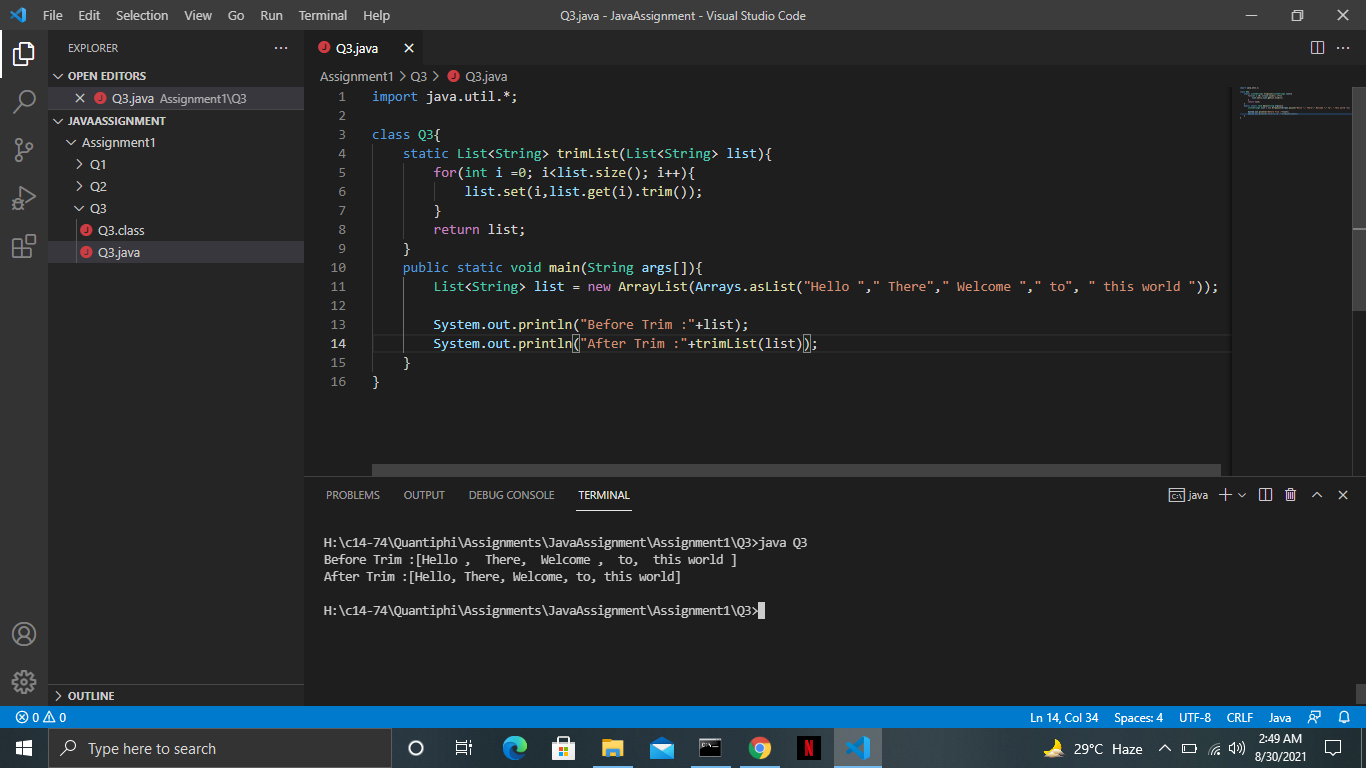 File Edit Selection View Go Run Terminal Help
Q3.java - JavaAssignment - Visual Studio Code
EXPLORER
OPEN EDITORS
Q3.java Assignment1\Q3
JAVAASSIGNMENT
Assignment1
Q1
Q2
Q3
Q3.class
Q3.java
OUTLINE
Q3.java
Assignment1 > Q3 > Q3.java
1 import java.util.*;
2
3 class Q3{
4 static List<String> trimList(List<String> list){
5 for(int i =0; i<list.size(); i++){
6 list.set(i,list.get(i).trim());
7 }
8 return list;
9 }
10 public static void main(String args[]){
11 List<String> list = new ArrayList(Arrays.asList("Hello "," There"," Welcome "," to", " this world "));
12
13 System.out.println("Before Trim :"+list);
14 System.out.println("After Trim :"+trimList(list));
15 }
16 }
PROBLEMS OUTPUT DEBUG CONSOLE TERMINAL
java
H:\c14-74\Quantiphi\Assignments\JavaAssignment\Assignment1\Q3>java Q3
Before Trim :[Hello ,  There,  Welcome ,  to,  this world ]
After Trim :[Hello, There, Welcome, to, this world]
H:\c14-74\Quantiphi\Assignments\JavaAssignment\Assignment1\Q3>
0 0
Ln 14, Col 34 Spaces: 4 UTF-8 CRLF Java
Type here to search
29°C Haze
2:49 AM
8/30/2021